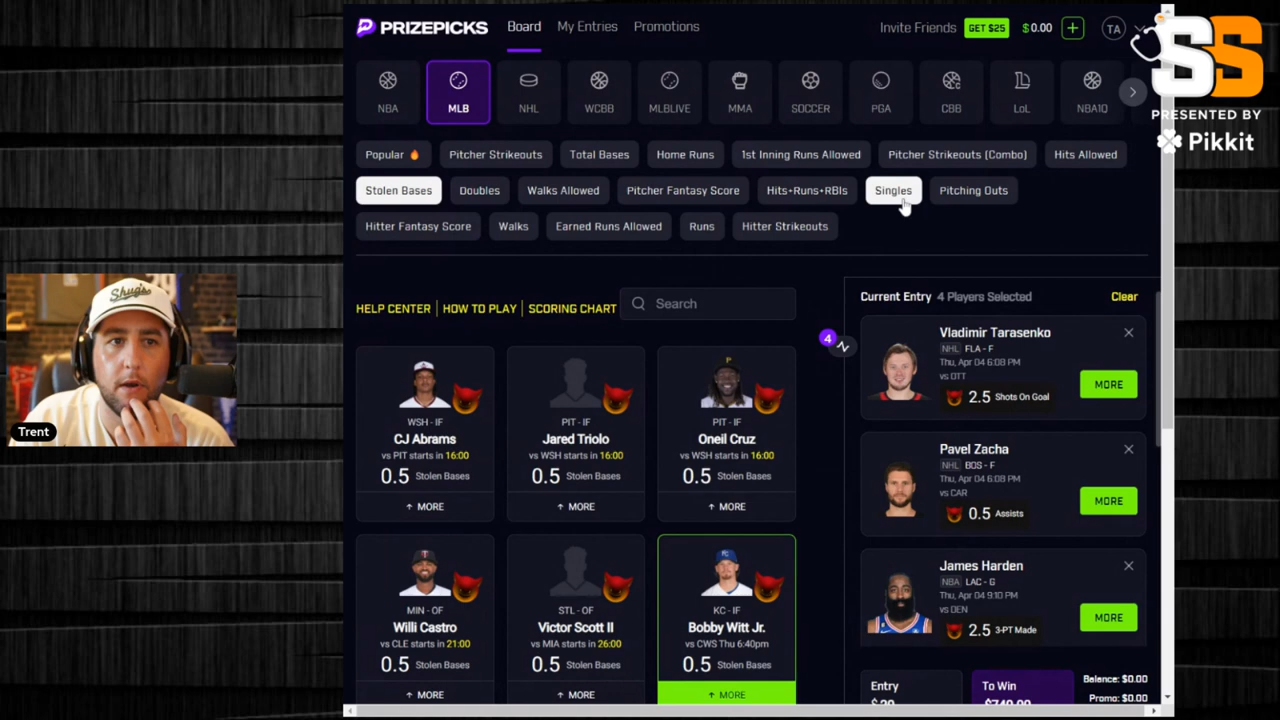 PRIZEPICKS Board My Entries Promotions Invite Friends GET $25 $0.00 + TA
NBA MLB NHL WCBB MLBLIVE MMA SOCCER PGA CBB LoL NBA1Q
SS
PRESENTED BY
Pikkit
Popular Pitcher Strikeouts Total Bases Home Runs 1st Inning Runs Allowed Pitcher Strikeouts (Combo) Hits Allowed
Stolen Bases Doubles Walks Allowed Pitcher Fantasy Score Hits+Runs+RBIs Singles Pitching Outs
Hitter Fantasy Score Walks Earned Runs Allowed Runs Hitter Strikeouts
HELP CENTER | HOW TO PLAY | SCORING CHART Search
WSH - IF
CJ Abrams
vs PIT starts in 16:00
0.5 Stolen Bases
↑ MORE
PIT - IF
Jared Triolo
vs WSH starts in 16:00
0.5 Stolen Bases
↑ MORE
P
PIT - IF
Oneil Cruz
vs WSH starts in 16:00
0.5 Stolen Bases
↑ MORE
MIN - OF
Willi Castro
vs CLE starts in 21:00
0.5 Stolen Bases
↑ MORE
STL - OF
Victor Scott II
vs MIA starts in 26:00
0.5 Stolen Bases
↑ MORE
KC - IF
Bobby Witt Jr.
vs CWS Thu 6:40pm
0.5 Stolen Bases
↑ MORE
4
Current Entry 4 Players Selected Clear
Vladimir Tarasenko
NHL FLA - F
Thu, Apr 04 6:08 PM
vs OTT
2.5 Shots On Goal
MORE
Pavel Zacha
NHL BOS - F
Thu, Apr 04 6:08 PM
vs CAR
0.5 Assists
MORE
James Harden
NBA LAC - G
Thu, Apr 04 9:10 PM
vs DEN
2.5 3-PT Made
MORE
Entry
To Win
Balance: $0.00
Promo: $0.00
Shug's
Trent